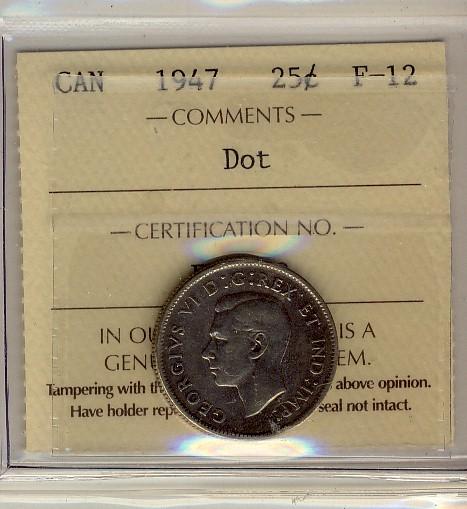 CAN 1947 25¢ F-12
— COMMENTS —
Dot
— CERTIFICATION NO. —
IN OU IS A
GENU EM.
Tampering with th above opinion.
Have holder rep seal not intact.
GEORGIVS VI D:G:REX ET IND:IMP: